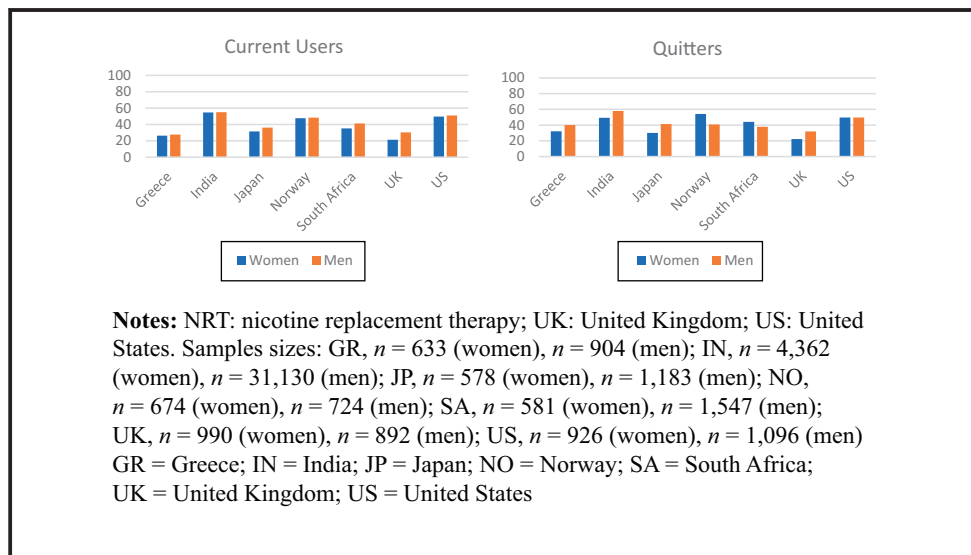 Current Users
100
80
60
40
20
0
Greece
India
Japan
Norway
South Africa
UK
US
Women Men
Quitters
100
80
60
40
20
0
Greece
India
Japan
Norway
South Africa
UK
US
Women Men
Notes: NRT: nicotine replacement therapy; UK: United Kingdom; US: United
States. Samples sizes: GR, n = 633 (women), n = 904 (men); IN, n = 4,362
(women), n = 31,130 (men); JP, n = 578 (women), n = 1,183 (men); NO,
n = 674 (women), n = 724 (men); SA, n = 581 (women), n = 1,547 (men);
UK, n = 990 (women), n = 892 (men); US, n = 926 (women), n = 1,096 (men)
GR = Greece; IN = India; JP = Japan; NO = Norway; SA = South Africa;
UK = United Kingdom; US = United States